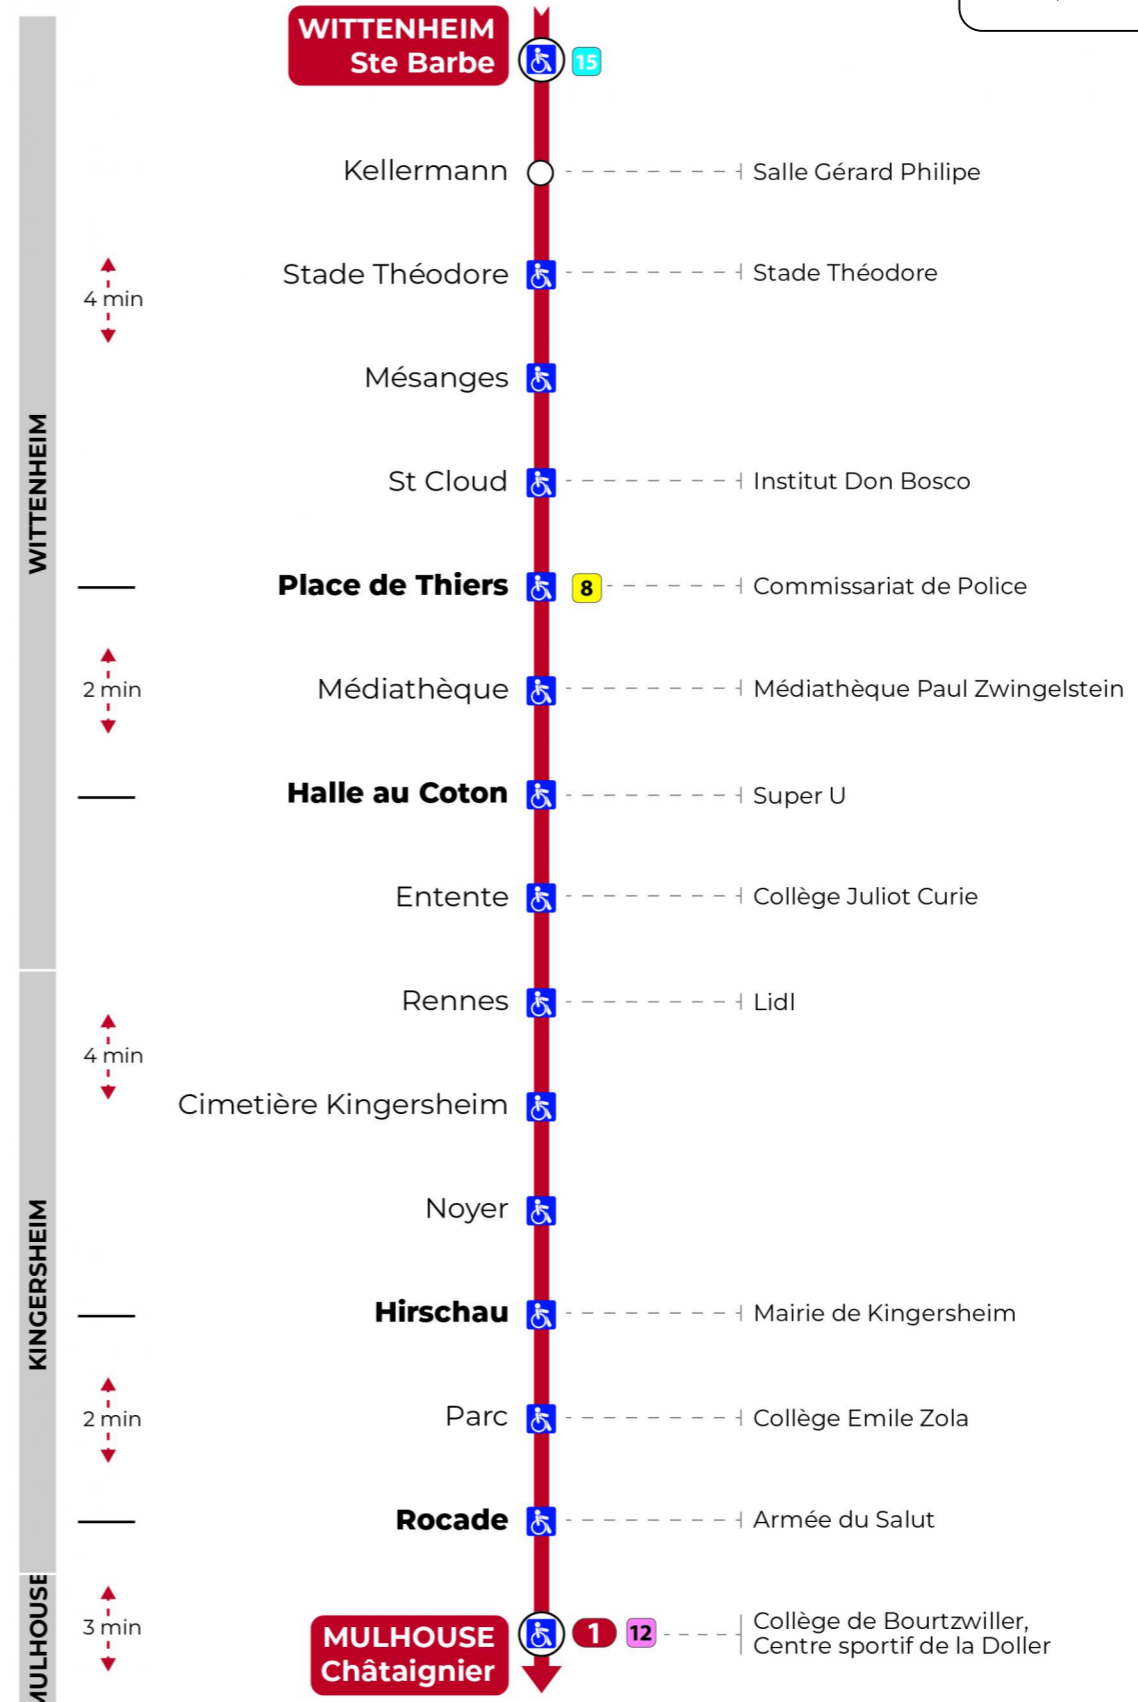 WITTENHEIM
Ste Barbe
15
Kellermann
Salle Gérard Philipe
Stade Théodore
Stade Théodore
4 min
Mésanges
WITTENHEIM
St Cloud
Institut Don Bosco
Place de Thiers
8
Commissariat de Police
2 min
Médiathèque
Médiathèque Paul Zwingelstein
Halle au Coton
Super U
Entente
Collège Juliot Curie
Rennes
Lidl
4 min
Cimetière Kingersheim
Noyer
KINGERSHEIM
Hirschau
Mairie de Kingersheim
2 min
Parc
Collège Emile Zola
Rocade
Armée du Salut
MULHOUSE
3 min
MULHOUSE
Châtaignier
1
12
Collège de Bourtzwiller,
Centre sportif de la Doller